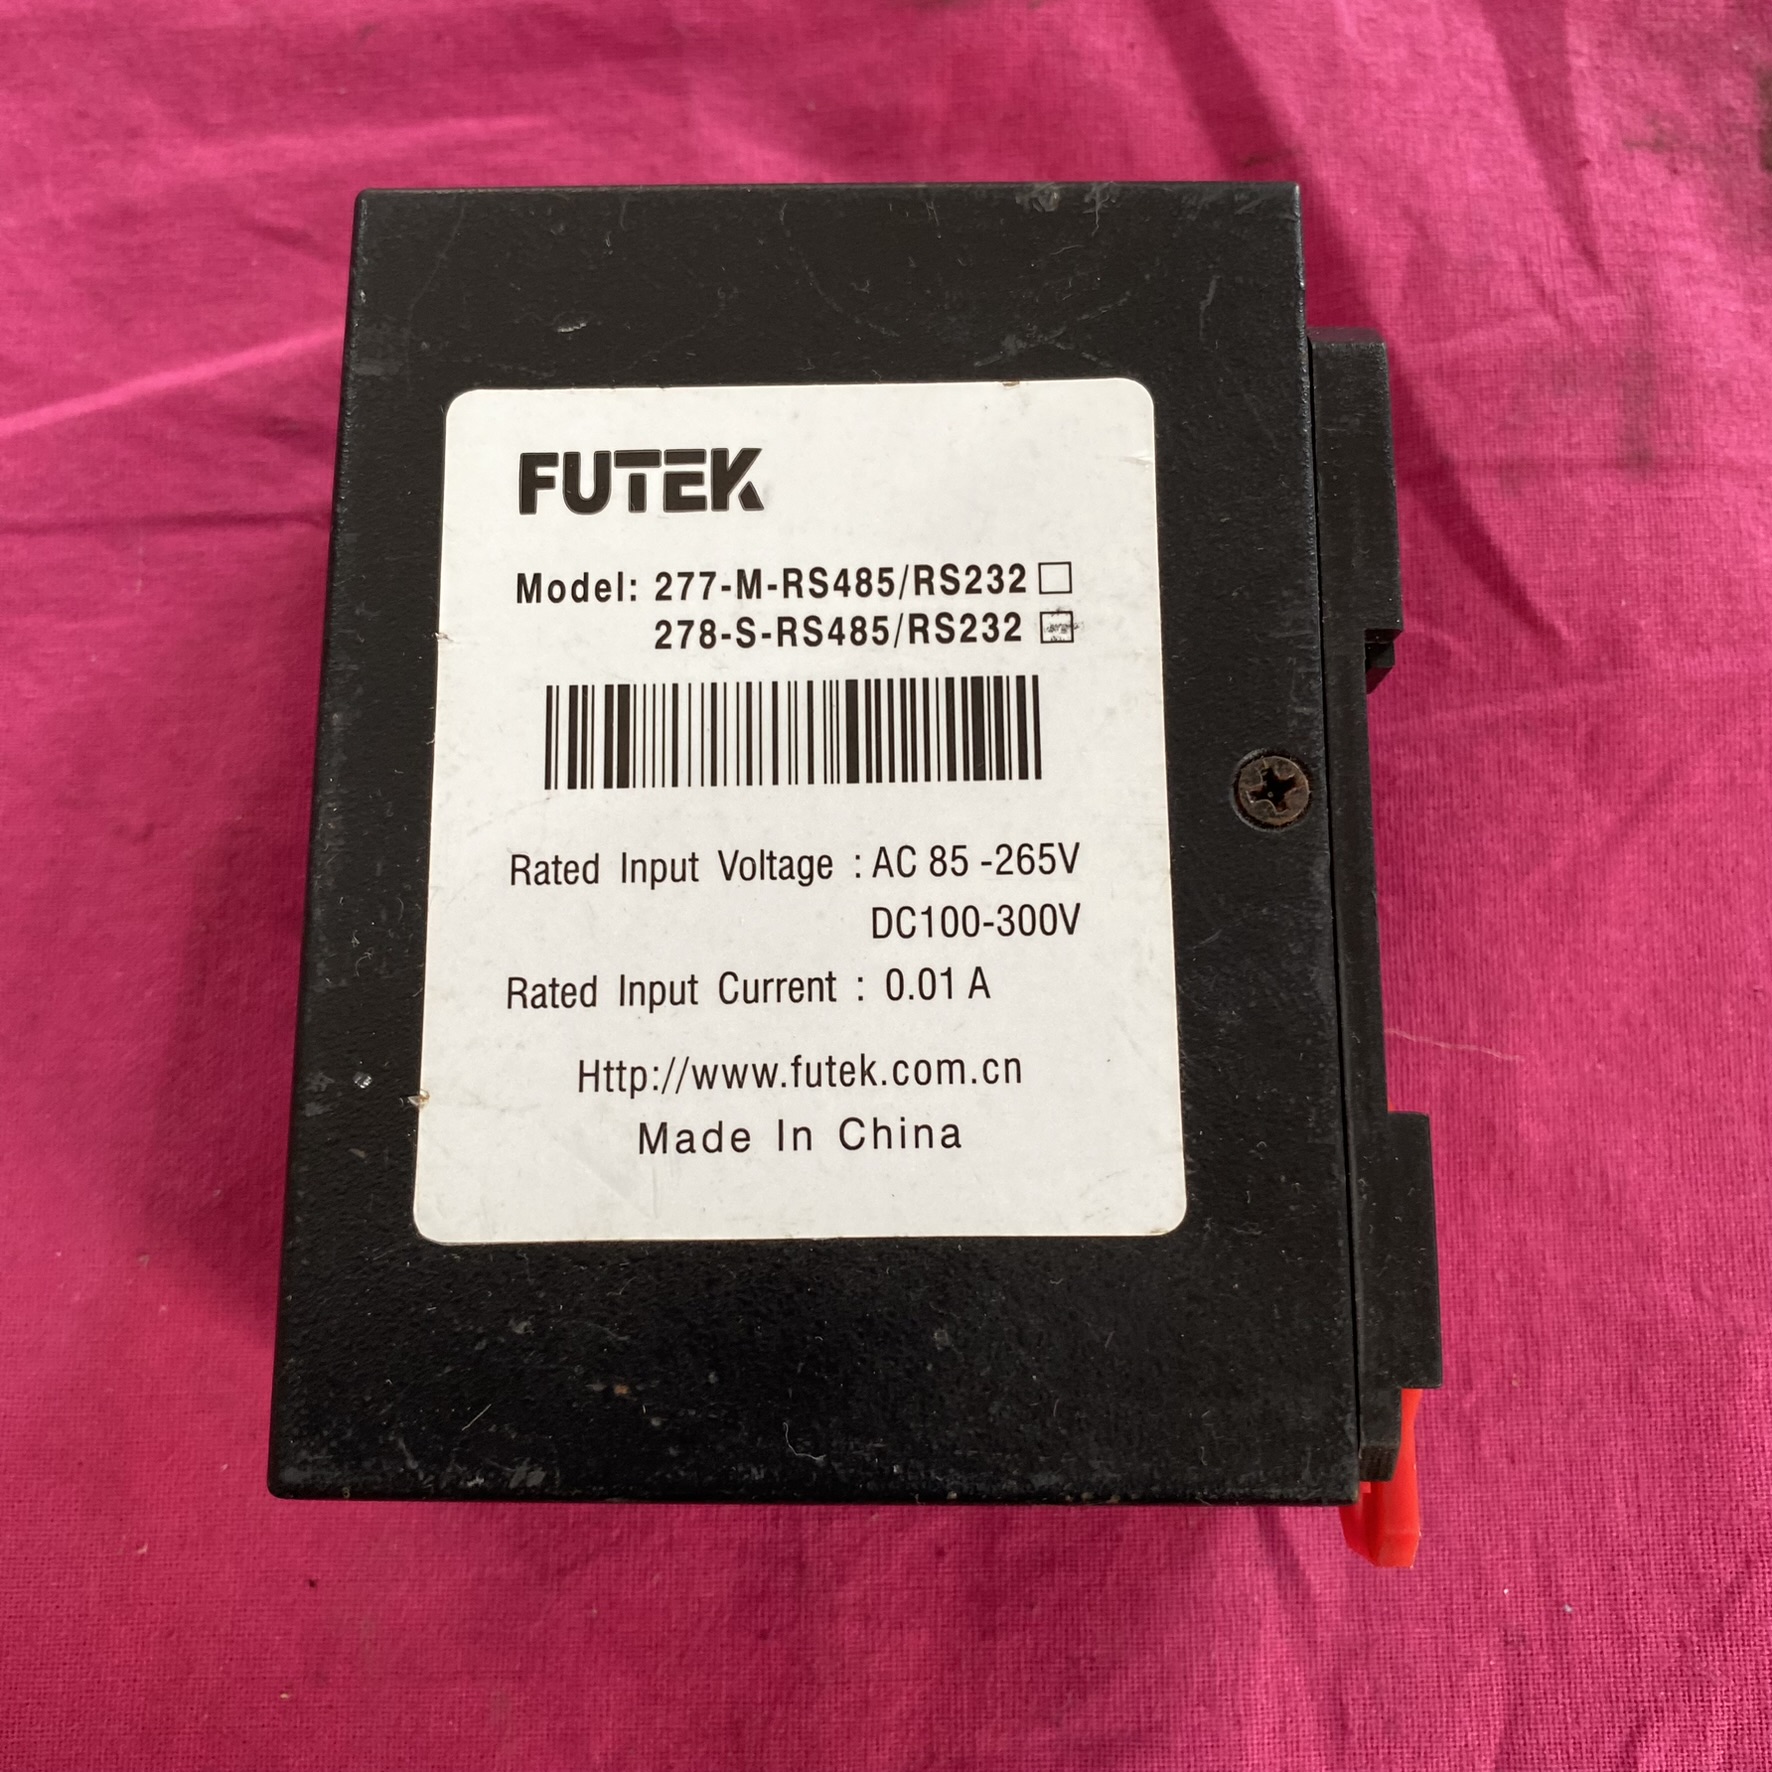 FUTEK
Model: 277-M-RS485/RS232
278-S-RS485/RS232
Rated Input Voltage : AC 85 -265V
DC100-300V
Rated Input Current : 0.01 A
Http://www.futek.com.cn
Made In China